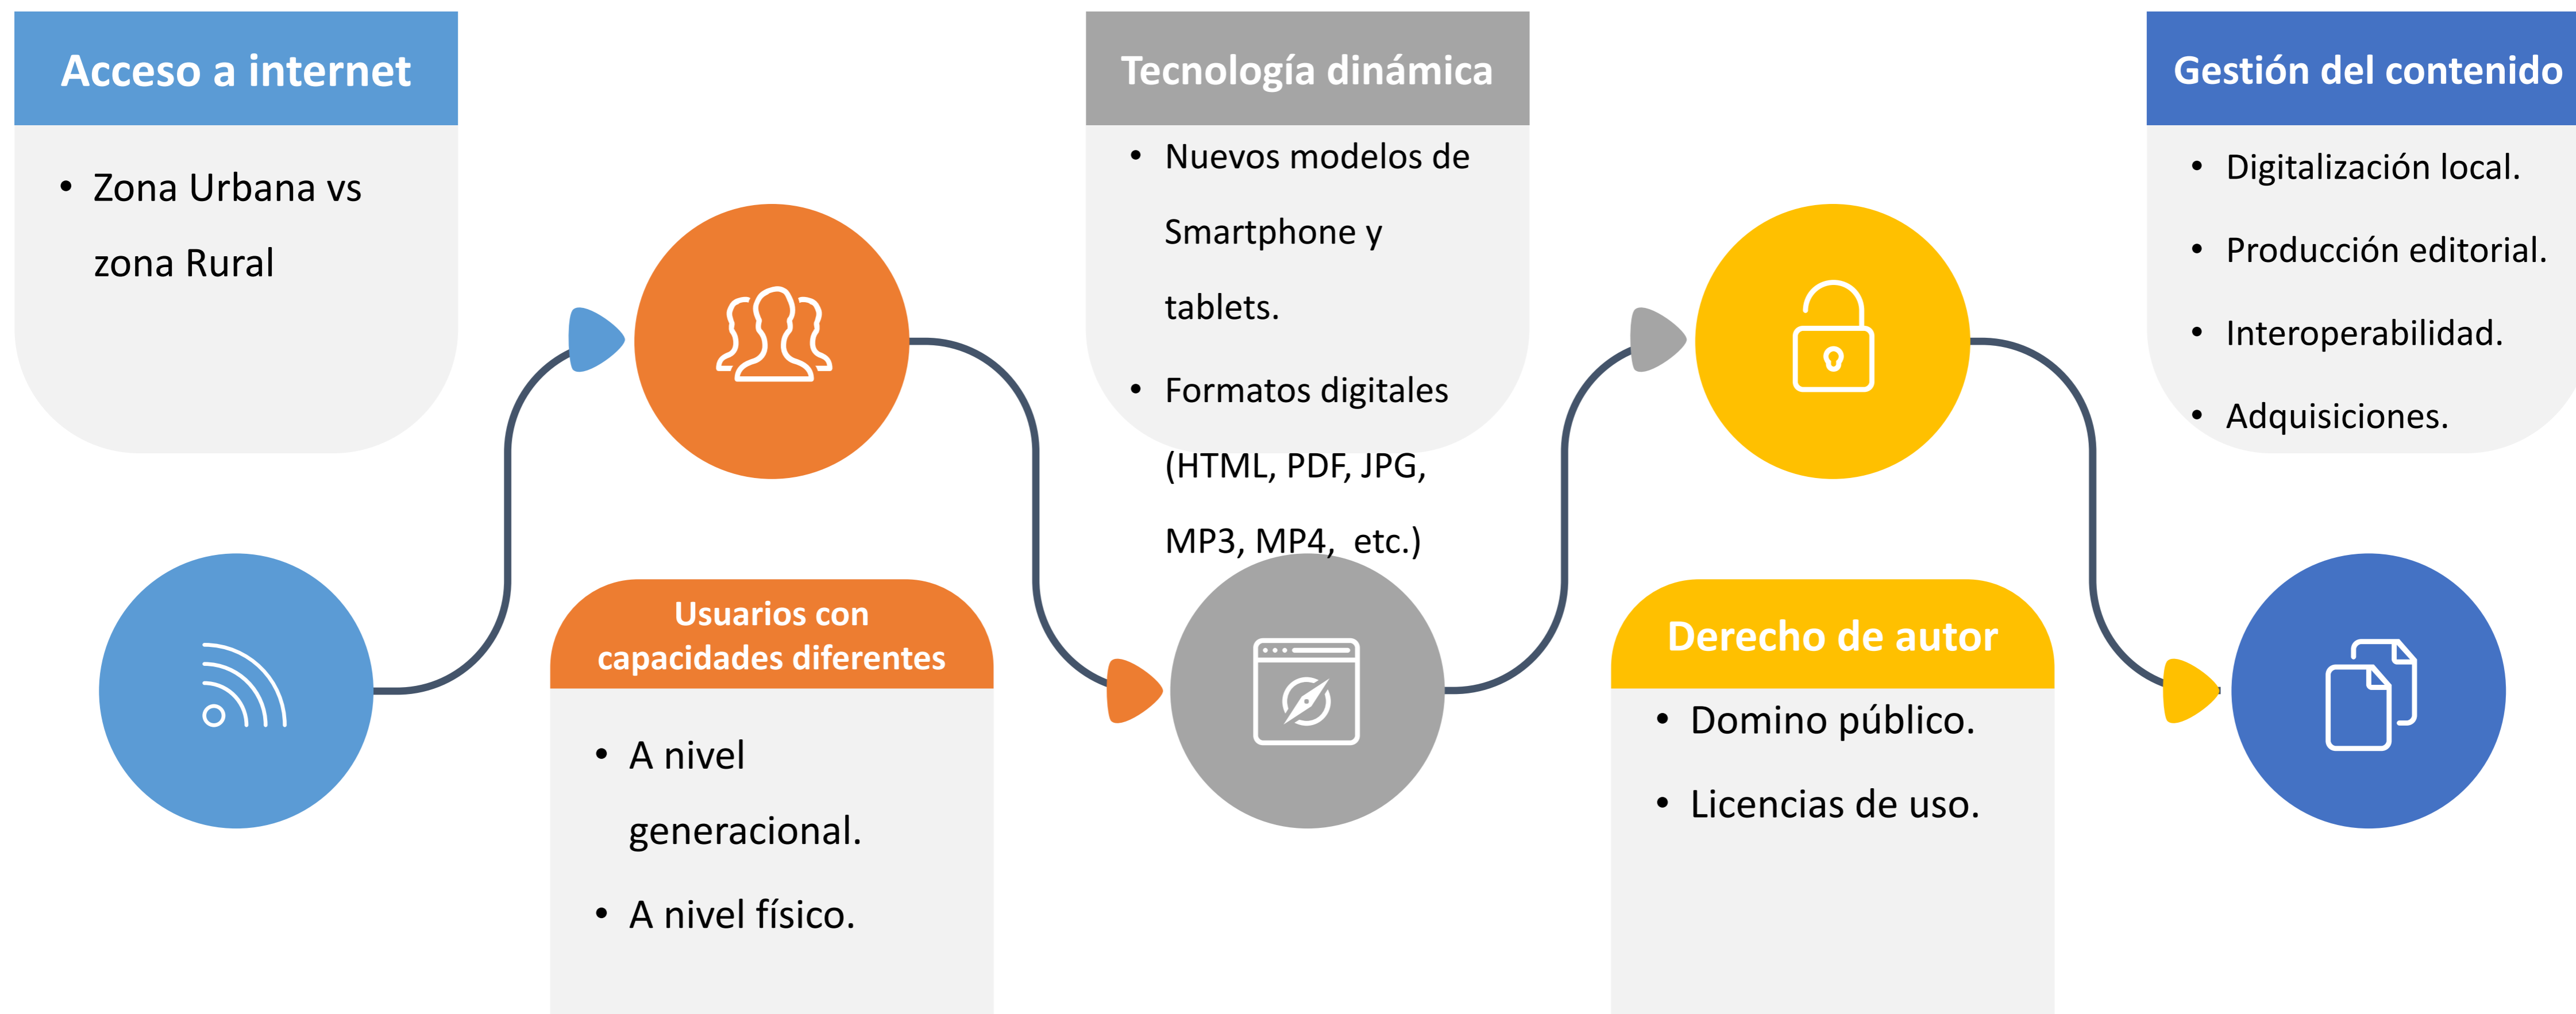 Acceso a internet
• Zona Urbana vs
zona Rural
Usuarios con
capacidades diferentes
• A nivel
generacional.
• A nivel físico.
Tecnología dinámica
• Nuevos modelos de
Smartphone y
tablets.
• Formatos digitales
(HTML, PDF, JPG,
MP3, MP4, etc.)
Derecho de autor
• Domino público.
• Licencias de uso.
Gestión del contenido
• Digitalización local.
• Producción editorial.
• Interoperabilidad.
• Adquisiciones.